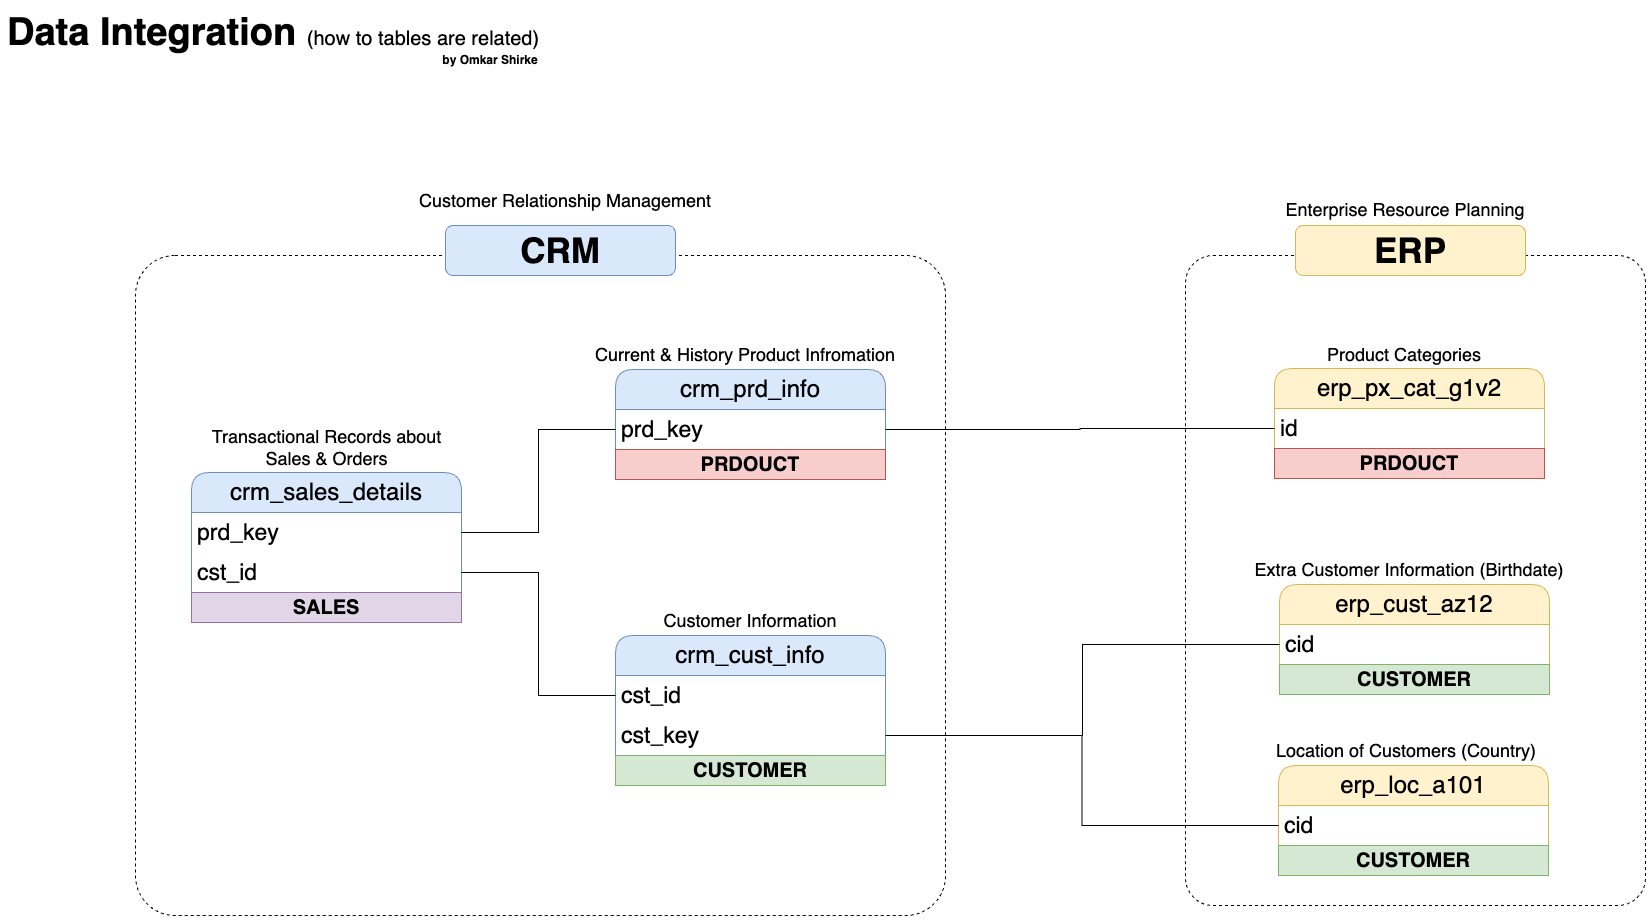 Data Integration (how to tables are related)
by Omkar Shirke
Customer Relationship Management
CRM
Current & History Product Infromation
crm_prd_info
prd_key
PRDOUCT
Transactional Records about
Sales & Orders
crm_sales_details
prd_key
cst_id
SALES
Customer Information
crm_cust_info
cst_id
cst_key
CUSTOMER
Enterprise Resource Planning
ERP
Product Categories
erp_px_cat_g1v2
id
PRDOUCT
Extra Customer Information (Birthdate)
erp_cust_az12
cid
CUSTOMER
Location of Customers (Country)
erp_loc_a101
cid
CUSTOMER